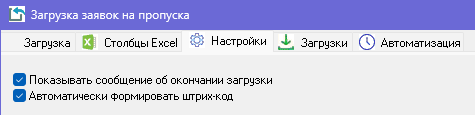 Загрузка заявок на пропуска
Загрузка Столбцы Excel Настройки Загрузки Автоматизация
Показывать сообщение об окончании загрузки
Автоматически формировать штрих-код